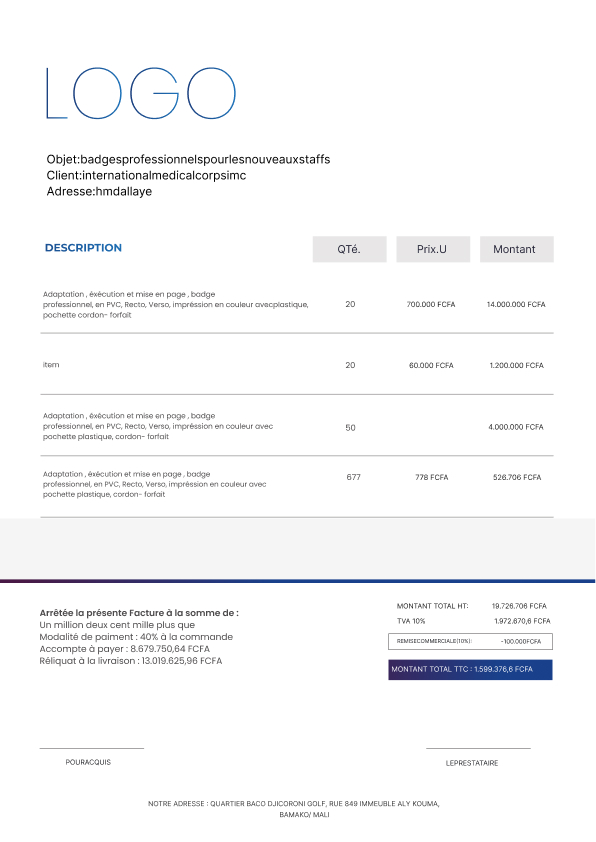 LOGO
Objet:badgesprofessionnelspourlesnouveauxstaffs
Client:internationalmedicalcorpsimc
Adresse:hmdallaye
DESCRIPTION QTé. Prix.U Montant
Adaptation , éxécution et mise en page , badge
professionnel, en PVC, Recto, Verso, impréssion en couleur avecplastique, 20 700.000 FCFA 14.000.000 FCFA
pochette cordon- forfait
item 20 60.000 FCFA 1.200.000 FCFA
Adaptation , éxécution et mise en page , badge
professionnel, en PVC, Recto, Verso, impréssion en couleur avec 50 4.000.000 FCFA
pochette plastique, cordon- forfait
Adaptation , éxécution et mise en page , badge 677 778 FCFA 526.706 FCFA
professionnel, en PVC, Recto, Verso, impréssion en couleur avec
pochette plastique, cordon- forfait
Arrêtée la présente Facture à la somme de :
Un million deux cent mille plus que
Modalité de paiment : 40% à la commande
Accompte à payer : 8.679.750,64 FCFA
Réliquat à la livraison : 13.019.625,96 FCFA
MONTANT TOTAL HT: 19.726.706 FCFA
TVA 10% 1.972.670,6 FCFA
REMISECOMMERCIALE(10%): -100.000FCFA
MONTANT TOTAL TTC : 1.599.376,6 FCFA
POURACQUIS LEPRESTATAIRE
NOTRE ADRESSE : QUARTIER BACO DJICORONI GOLF, RUE 849 IMMEUBLE ALY KOUMA,
BAMAKO/ MALI